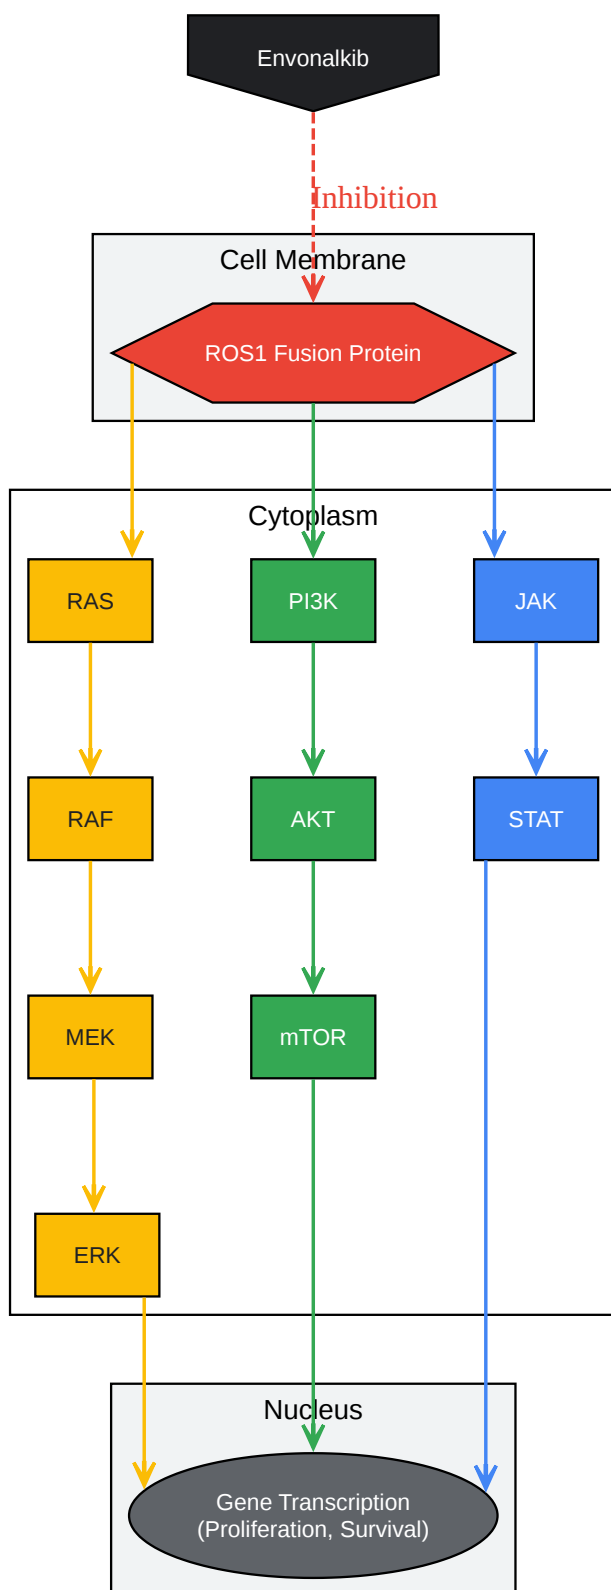 Envonalkib
Inhibition
Cell Membrane
ROS1 Fusion Protein
Cytoplasm
RAS
PI3K
JAK
RAF
AKT
STAT
MEK
mTOR
ERK
Nucleus
Gene Transcription
(Proliferation, Survival)